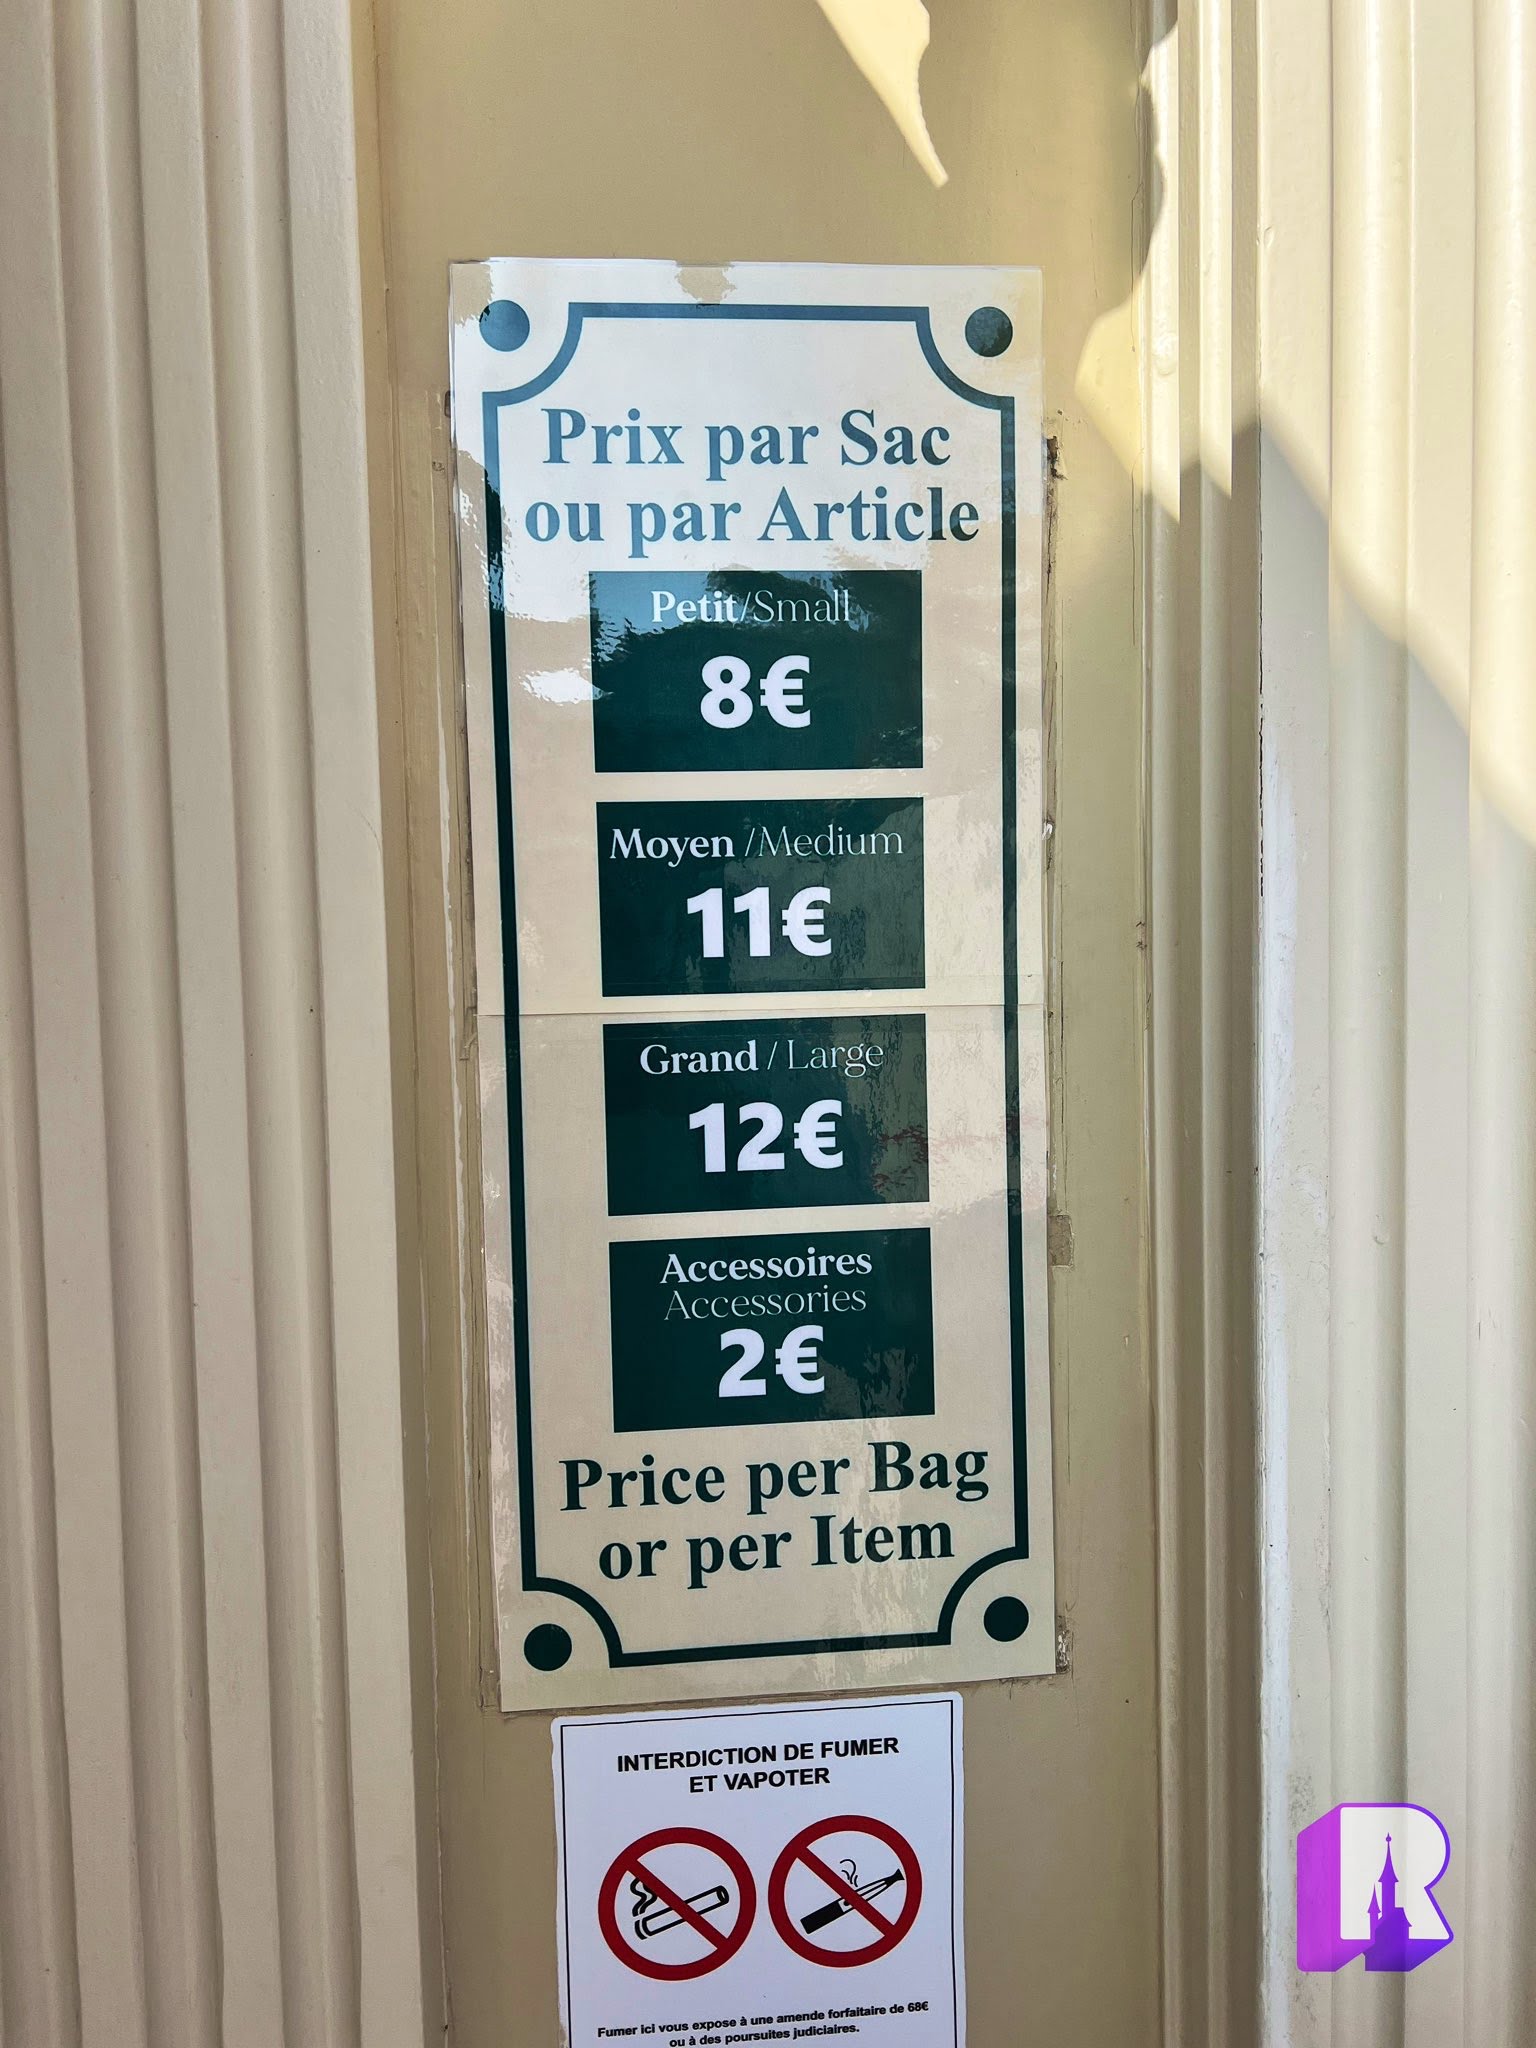 Prix par Sac
ou par Article
Petit/Small
8€
Moyen /Medium
11€
Grand / Large
12€
Accessoires
Accessories
2€
Price per Bag
or per Item
INTERDICTION DE FUMER
ET VAPOTER
Fumer ici vous expose à une amende forfaitaire de 68€
ou à des poursuites judiciaires.
R